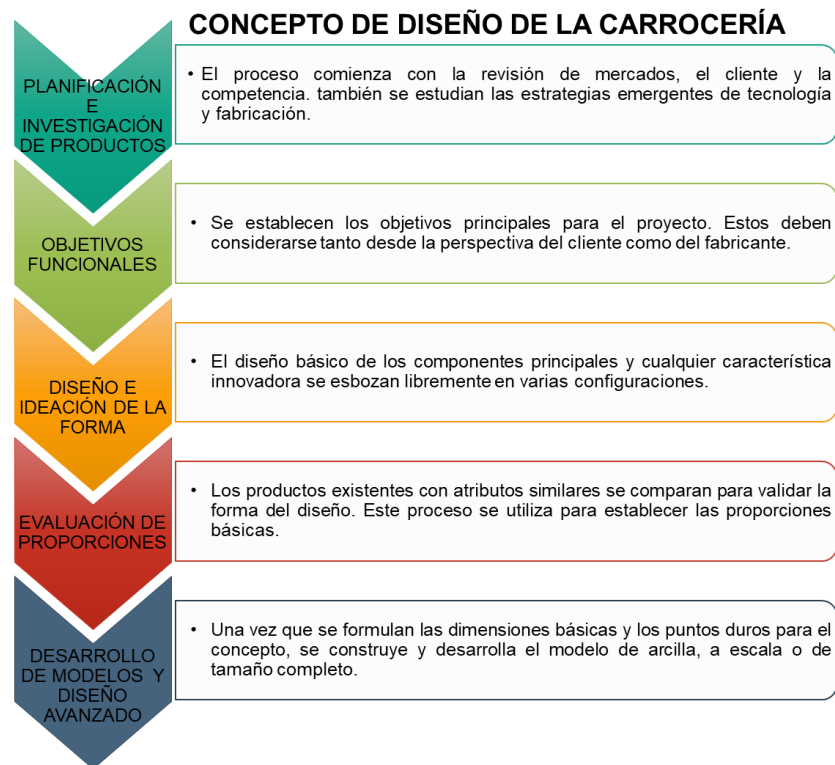 CONCEPTO DE DISEÑO DE LA CARROCERÍA
PLANIFICACIÓN
E
INVESTIGACIÓN
DE PRODUCTOS
• El proceso comienza con la revisión de mercados, el cliente y la
competencia. también se estudian las estrategias emergentes de tecnología
y fabricación.
OBJETIVOS
FUNCIONALES
• Se establecen los objetivos principales para el proyecto. Estos deben
considerarse tanto desde la perspectiva del cliente como del fabricante.
DISEÑO E
IDEACIÓN DE LA
FORMA
• El diseño básico de los componentes principales y cualquier característica
innovadora se esbozan libremente en varias configuraciones.
EVALUACIÓN DE
PROPORCIONES
• Los productos existentes con atributos similares se comparan para validar la
forma del diseño. Este proceso se utiliza para establecer las proporciones
básicas.
DESARROLLO
DE MODELOS Y
DISEÑO
AVANZADO
• Una vez que se formulan las dimensiones básicas y los puntos duros para el
concepto, se construye y desarrolla el modelo de arcilla, a escala o de
tamaño completo.